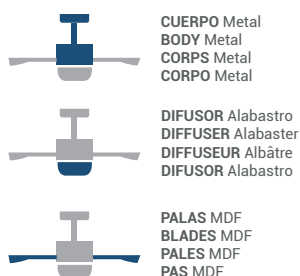 CUERPO Metal
BODY Metal
CORPS Metal
CORPO Metal
DIFUSOR Alabastro
DIFFUSER Alabaster
DIFFUSEUR Albâtre
DIFUSOR Alabastro
PALAS MDF
BLADES MDF
PALES MDF
PAS MDF